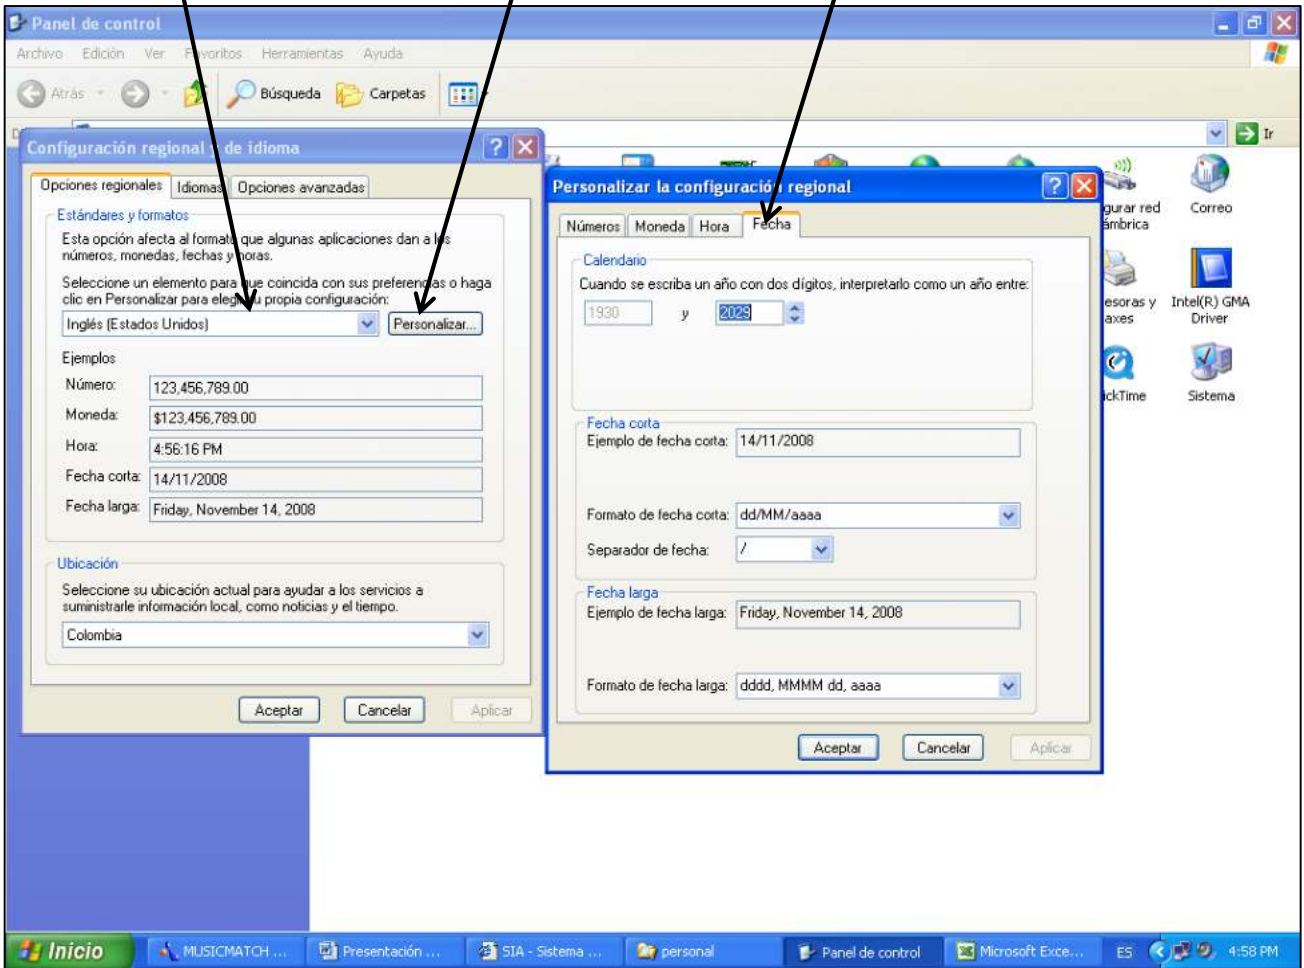 Panel de control
Archivo Edición Ver Favoritos Herramientas Ayuda
Atrás Búsqueda Carpetas
Ir
Configuración regional y de idioma
Opciones regionales Idiomas Opciones avanzadas
Estándares y formatos
Esta opción afecta al formato que algunas aplicaciones dan a los
números, monedas, fechas y horas.
Seleccione un elemento para que coincida con sus preferencias o haga
clic en Personalizar para elegir su propia configuración:
Inglés (Estados Unidos) Personalizar...
Ejemplos
Número: 123,456,789.00
Moneda: $123,456,789.00
Hora: 4:56:16 PM
Fecha corta: 14/11/2008
Fecha larga: Friday, November 14, 2008
Ubicación
Seleccione su ubicación actual para ayudar a los servicios a
suministrarle información local, como noticias y el tiempo.
Colombia
Aceptar Cancelar Aplicar
Personalizar la configuración regional
Números Moneda Hora Fecha
Calendario
Cuando se escriba un año con dos dígitos, interpretarlo como un año entre:
1930 y 2029
Fecha corta
Ejemplo de fecha corta: 14/11/2008
Formato de fecha corta: dd/MM/aaaa
Separador de fecha: /
Fecha larga
Ejemplo de fecha larga: Friday, November 14, 2008
Formato de fecha larga: dddd, MMMM dd, aaaa
Aceptar Cancelar Aplicar
gurar red
ámbrica
Correo
esoras y
axes
Intel(R) GMA
Driver
ickTime
Sistema
Inicio MUSICMATCH ... Presentación ... SIA - Sistema ... personal Panel de control Microsoft Exce... ES 4:58 PM